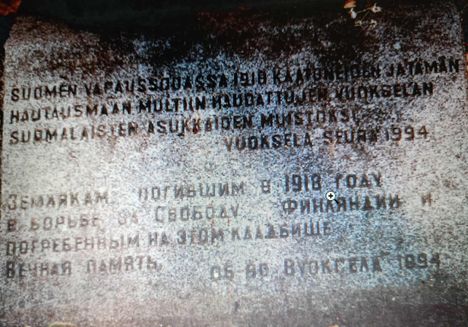 SUOMEN VAPAUSSODASSA 1918 KAATUNEIDEN JA TÄMÄN
HAUTAUSMAAN MULTIIN HAUDATTUJEN VUOKSELAN
SUOMALAISTEN ASUKKAIDEN MUISTOKSI
VUOKSELA SEURA 1994
ЗЕМЛЯКАМ, ПОГИБШИМ В 1918 ГОДУ
В БОРЬБЕ ЗА СВОБОДУ ФИНЛЯНДИИ И
ПОГРЕБЕННЫМ НА ЭТОМ КЛАДБИЩЕ
ВЕЧНАЯ ПАМЯТЬ. ОБ-ВО ВУОКСЕЛА 1994